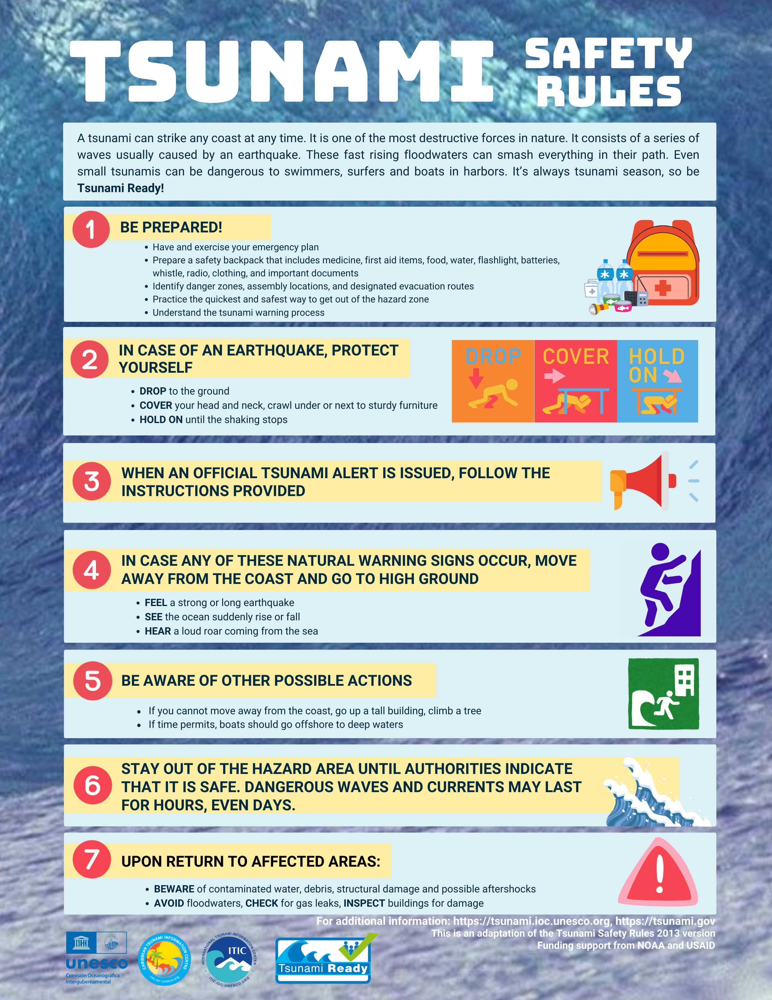 TSUNAMI
SAFETY
RULES
A tsunami can strike any coast at any time. It is one of the most destructive forces in nature. It consists of a series of
waves usually caused by an earthquake. These fast rising floodwaters can smash everything in their path. Even
small tsunamis can be dangerous to swimmers, surfers and boats in harbors. It's always tsunami season, so be
Tsunami Ready!
1
BE PREPARED!
• Have and exercise your emergency plan
• Prepare a safety backpack that includes medicine, first aid items, food, water, flashlight, batteries,
whistle, radio, clothing, and important documents
• Identify danger zones, assembly locations, and designated evacuation routes
• Practice the quickest and safest way to get out of the hazard zone
• Understand the tsunami warning process
2
IN CASE OF AN EARTHQUAKE, PROTECT
YOURSELF
• DROP to the ground
• COVER your head and neck, crawl under or next to sturdy furniture
• HOLD ON until the shaking stops
DROP
COVER
HOLD
ON
3
WHEN AN OFFICIAL TSUNAMI ALERT IS ISSUED, FOLLOW THE
INSTRUCTIONS PROVIDED
4
IN CASE ANY OF THESE NATURAL WARNING SIGNS OCCUR, MOVE
AWAY FROM THE COAST AND GO TO HIGH GROUND
• FEEL a strong or long earthquake
• SEE the ocean suddenly rise or fall
• HEAR a loud roar coming from the sea
5
BE AWARE OF OTHER POSSIBLE ACTIONS
• If you cannot move away from the coast, go up a tall building, climb a tree
• If time permits, boats should go offshore to deep waters
6
STAY OUT OF THE HAZARD AREA UNTIL AUTHORITIES INDICATE
THAT IT IS SAFE. DANGEROUS WAVES AND CURRENTS MAY LAST
FOR HOURS, EVEN DAYS.
7
UPON RETURN TO AFFECTED AREAS:
• BEWARE of contaminated water, debris, structural damage and possible aftershocks
• AVOID floodwaters, CHECK for gas leaks, INSPECT buildings for damage
For additional information: https://tsunami.ioc.unesco.org, https://tsunami.gov
This is an adaptation of the Tsunami Safety Rules 2013 version
Funding support from NOAA and USAID
unesco
Comisión Oceanográfica
Intergubernamental
CARIBBEAN TSUNAMI INFORMATION CENTRE
ctic.ioc-unesco.org
INTERNATIONAL TSUNAMI INFORMATION CENTER
ITIC
ITIC.IOC-UNESCO.ORG
Tsunami Ready